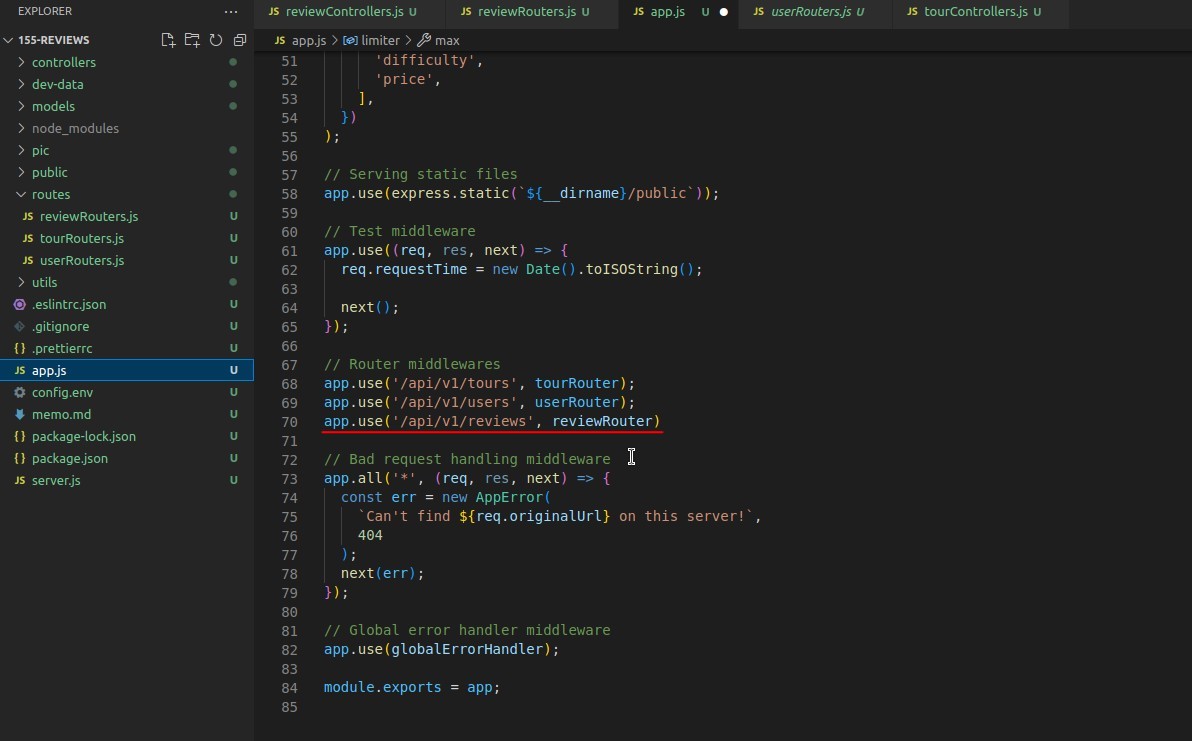 EXPLORER ...
155-REVIEWS
controllers
dev-data
models
node_modules
pic
public
routes
JS reviewRouters.js U
JS tourRouters.js U
JS userRouters.js U
utils
.eslintrc.json U
.gitignore U
{} .prettierrc U
JS app.js U
config.env U
memo.md U
{} package-lock.json U
{} package.json U
JS server.js U
JS reviewControllers.js U JS reviewRouters.js U JS app.js U JS userRouters.js U JS tourControllers.js U
JS app.js > limiter > max
51 'difficulty',
52 'price',
53 ],
54 })
55 );
56
57 // Serving static files
58 app.use(express.static(`${__dirname}/public`));
59
60 // Test middleware
61 app.use((req, res, next) => {
62 req.requestTime = new Date().toISOString();
63
64 next();
65 });
66
67 // Router middlewares
68 app.use('/api/v1/tours', tourRouter);
69 app.use('/api/v1/users', userRouter);
70 app.use('/api/v1/reviews', reviewRouter)
71
72 // Bad request handling middleware
73 app.all('*', (req, res, next) => {
74 const err = new AppError(
75 `Can't find ${req.originalUrl} on this server!`,
76 404
77 );
78 next(err);
79 });
80
81 // Global error handler middleware
82 app.use(globalErrorHandler);
83
84 module.exports = app;
85